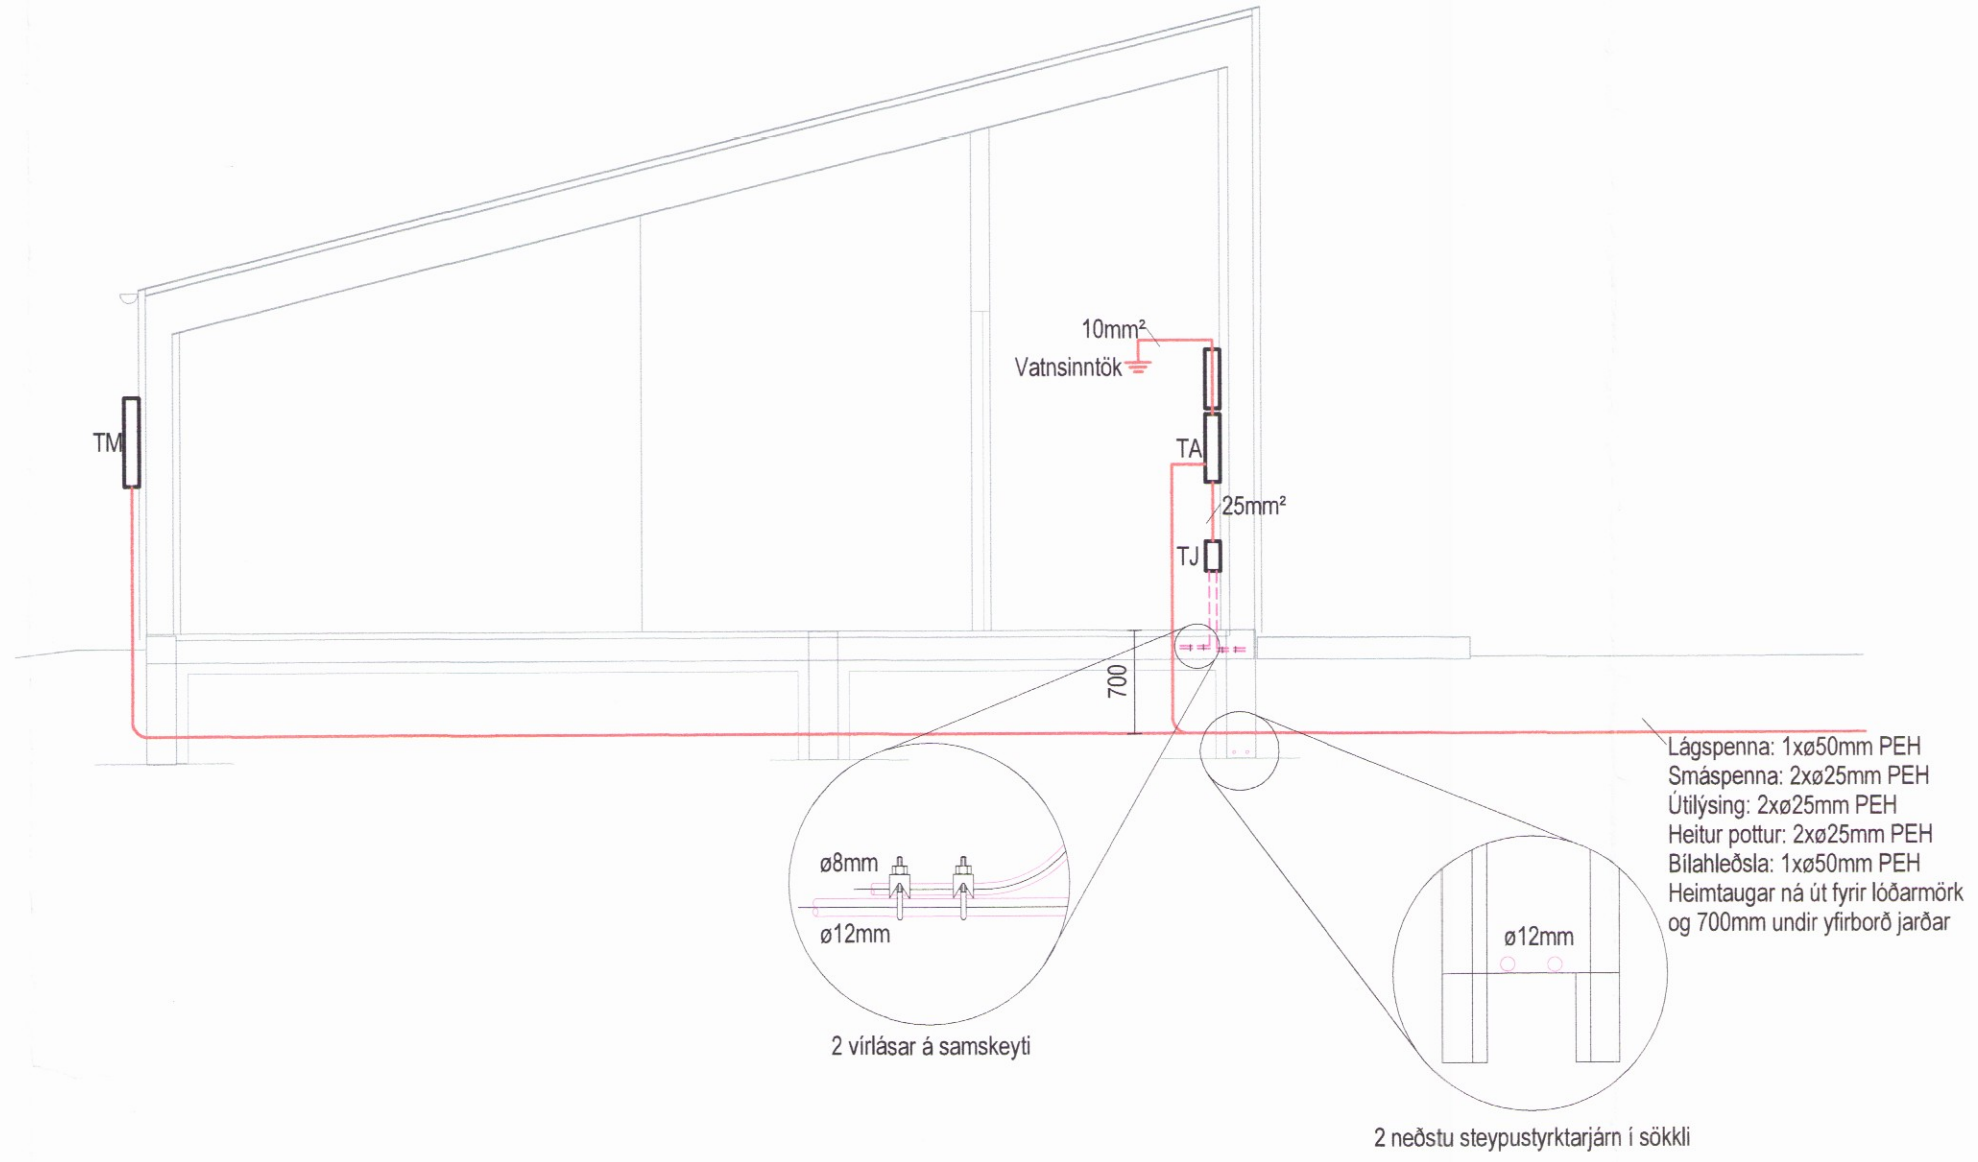 10mm²
Vatnsinntök
TM
TA
25mm²
TJ
700
Lágspenna: 1xø50mm PEH
Smáspenna: 2xø25mm PEH
Útilýsing: 2xø25mm PEH
Heitur pottur: 2xø25mm PEH
Bílahleðsla: 1xø50mm PEH
Heimtaugar ná út fyrir lóðarmörk
og 700mm undir yfirborð jarðar
ø8mm
ø12mm
2 vírlásar á samskeyti
ø12mm
2 neðstu steypustyrktarjárn í sökkli